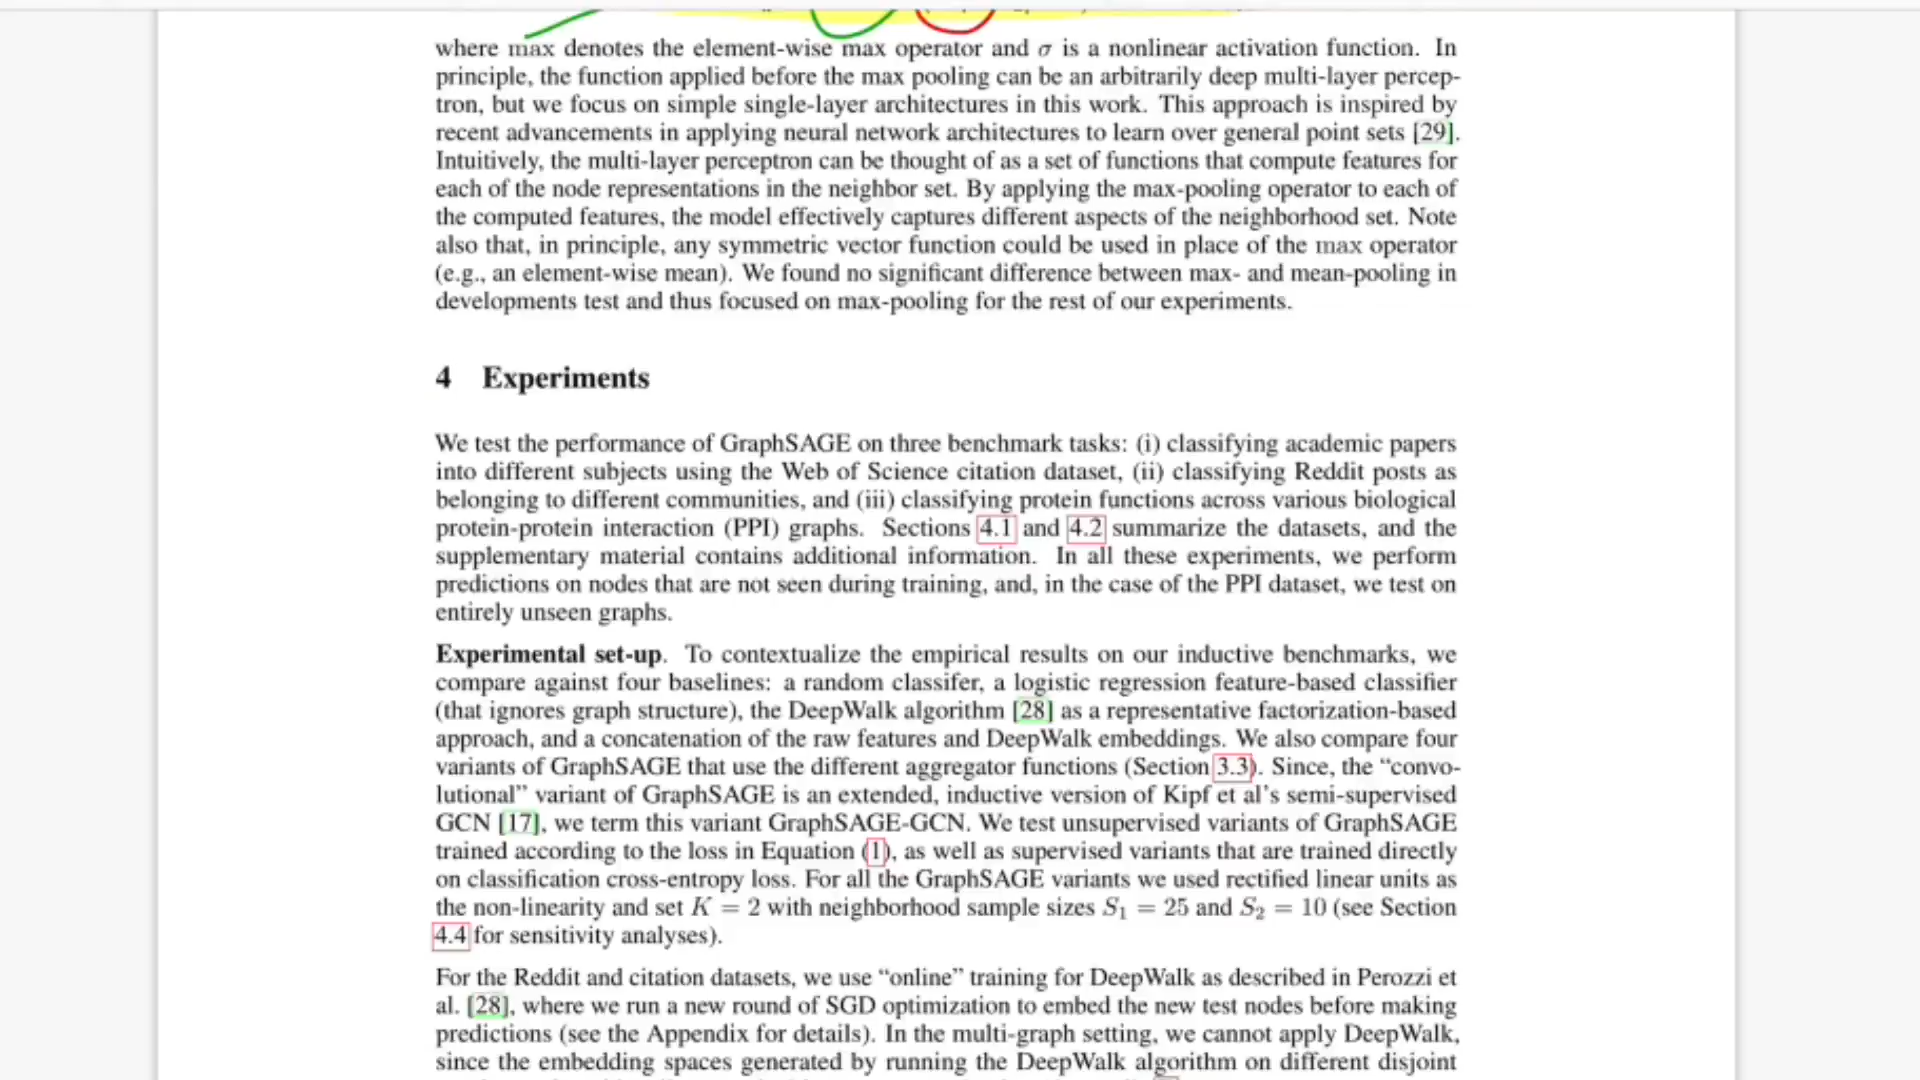 where max denotes the element-wise max operator and σ is a nonlinear activation function. In
principle, the function applied before the max pooling can be an arbitrarily deep multi-layer percep-
tron, but we focus on simple single-layer architectures in this work. This approach is inspired by
recent advancements in applying neural network architectures to learn over general point sets [29].
Intuitively, the multi-layer perceptron can be thought of as a set of functions that compute features for
each of the node representations in the neighbor set. By applying the max-pooling operator to each of
the computed features, the model effectively captures different aspects of the neighborhood set. Note
also that, in principle, any symmetric vector function could be used in place of the max operator
(e.g., an element-wise mean). We found no significant difference between max- and mean-pooling in
developments test and thus focused on max-pooling for the rest of our experiments.
4 Experiments
We test the performance of GraphSAGE on three benchmark tasks: (i) classifying academic papers
into different subjects using the Web of Science citation dataset, (ii) classifying Reddit posts as
belonging to different communities, and (iii) classifying protein functions across various biological
protein-protein interaction (PPI) graphs. Sections 4.1 and 4.2 summarize the datasets, and the
supplementary material contains additional information. In all these experiments, we perform
predictions on nodes that are not seen during training, and, in the case of the PPI dataset, we test on
entirely unseen graphs.
Experimental set-up. To contextualize the empirical results on our inductive benchmarks, we
compare against four baselines: a random classifer, a logistic regression feature-based classifier
(that ignores graph structure), the DeepWalk algorithm [28] as a representative factorization-based
approach, and a concatenation of the raw features and DeepWalk embeddings. We also compare four
variants of GraphSAGE that use the different aggregator functions (Section 3.3). Since, the “convo-
lutional” variant of GraphSAGE is an extended, inductive version of Kipf et al’s semi-supervised
GCN [17], we term this variant GraphSAGE-GCN. We test unsupervised variants of GraphSAGE
trained according to the loss in Equation (1), as well as supervised variants that are trained directly
on classification cross-entropy loss. For all the GraphSAGE variants we used rectified linear units as
the non-linearity and set K = 2 with neighborhood sample sizes S₁ = 25 and S₂ = 10 (see Section
4.4 for sensitivity analyses).
For the Reddit and citation datasets, we use “online” training for DeepWalk as described in Perozzi et
al. [28], where we run a new round of SGD optimization to embed the new test nodes before making
predictions (see the Appendix for details). In the multi-graph setting, we cannot apply DeepWalk,
since the embedding spaces generated by running the DeepWalk algorithm on different disjoint